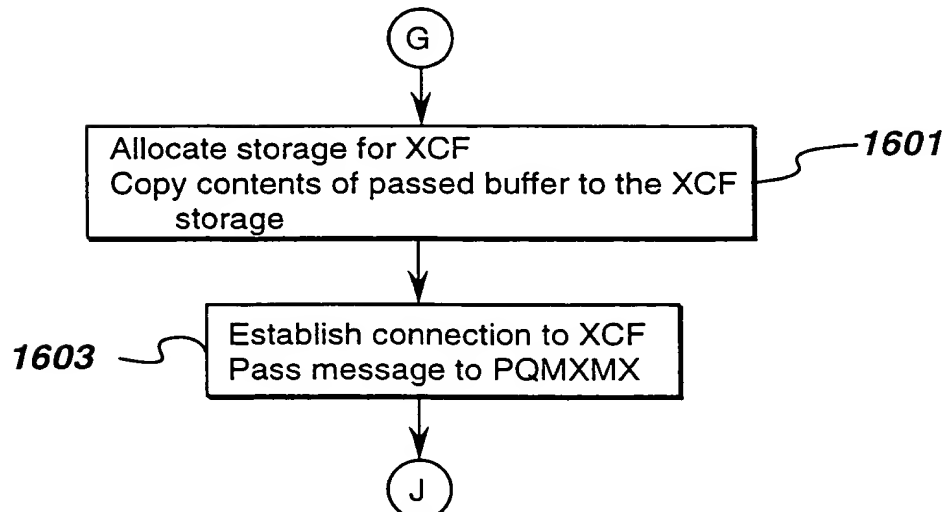 G
Allocate storage for XCF
Copy contents of passed buffer to the XCF
storage
1601
Establish connection to XCF
Pass message to PQMXMX
1603
J